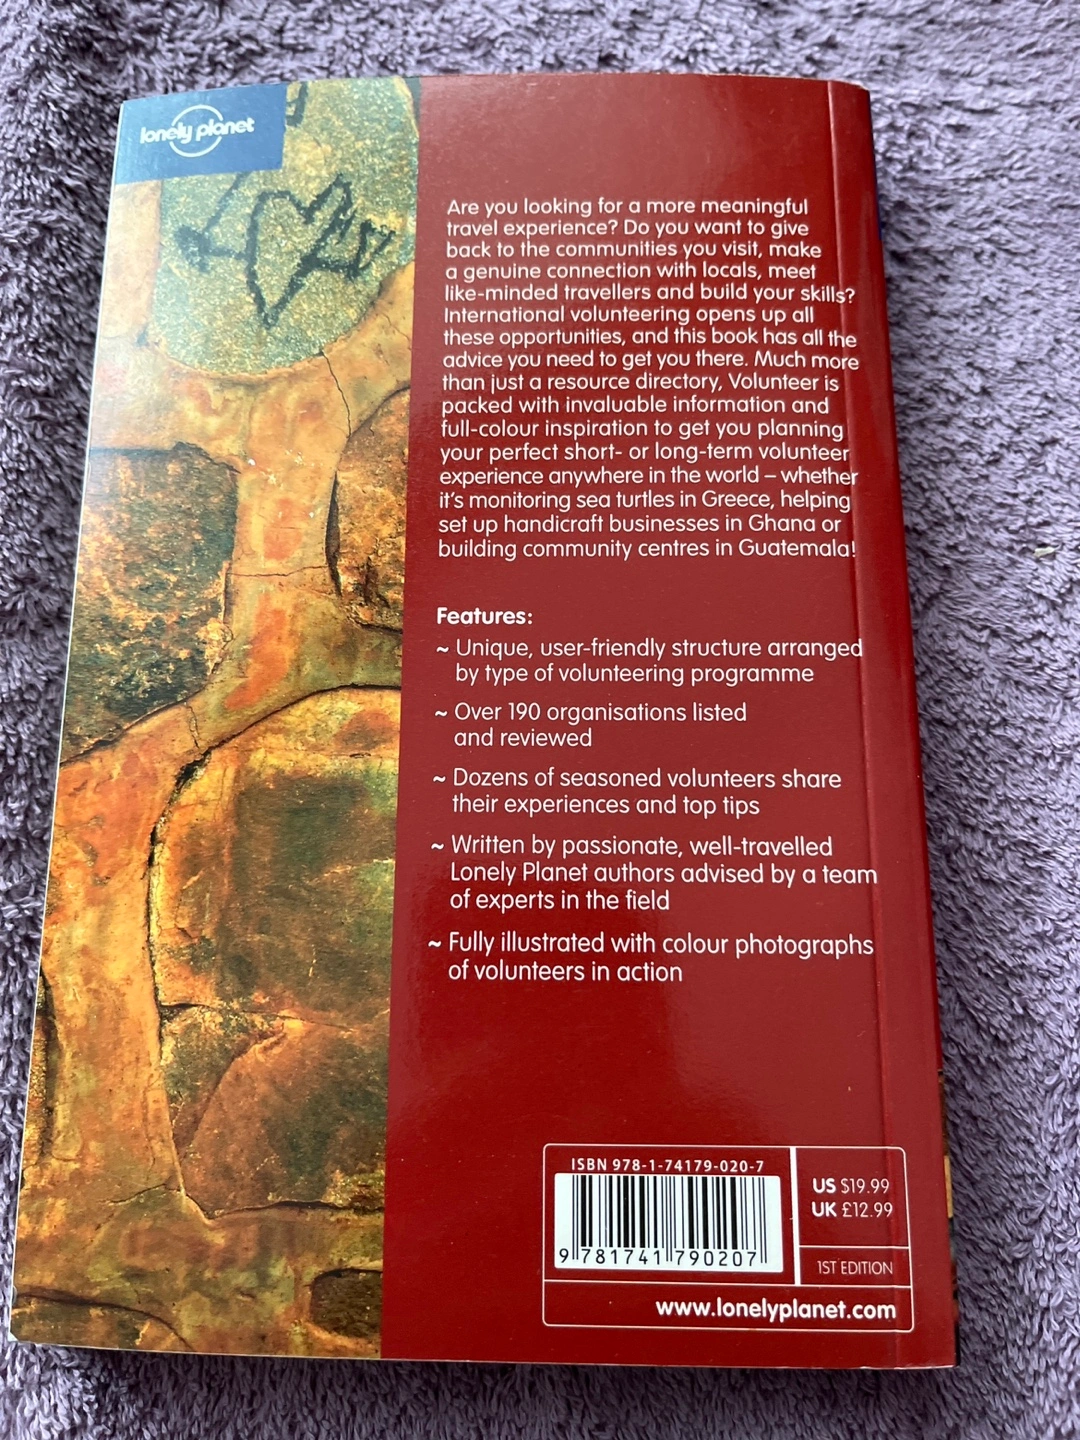 lonely planet
Are you looking for a more meaningful
travel experience? Do you want to give
back to the communities you visit, make
a genuine connection with locals, meet
like-minded travellers and build your skills?
International volunteering opens up all
these opportunities, and this book has all the
advice you need to get you there. Much more
than just a resource directory, Volunteer is
packed with invaluable information and
full-colour inspiration to get you planning
your perfect short- or long-term volunteer
experience anywhere in the world – whether
it's monitoring sea turtles in Greece, helping
set up handicraft businesses in Ghana or
building community centres in Guatemala!
Features:
~ Unique, user-friendly structure arranged
by type of volunteering programme
~ Over 190 organisations listed
and reviewed
~ Dozens of seasoned volunteers share
their experiences and top tips
~ Written by passionate, well-travelled
Lonely Planet authors advised by a team
of experts in the field
~ Fully illustrated with colour photographs
of volunteers in action
ISBN 978-1-74179-020-7
9 781741 790207
US $19.99
UK £12.99
1ST EDITION
www.lonelyplanet.com